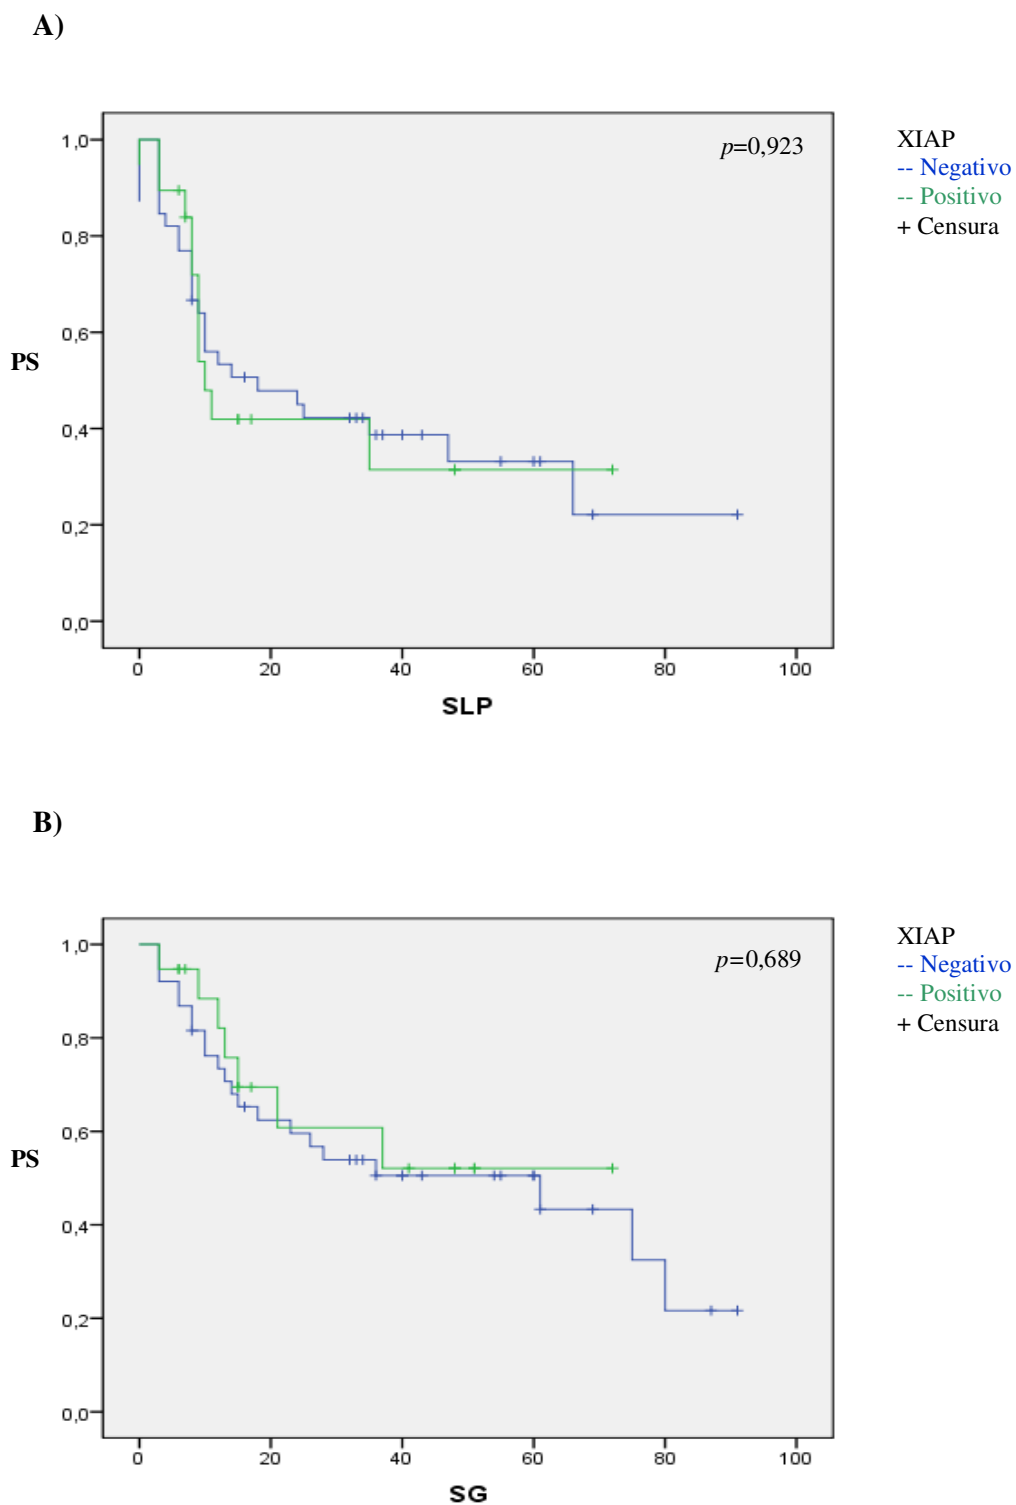 A)
p=0,923
XIAP
-- Negativo
-- Positivo
+ Censura
1,0
0,8
0,6
0,4
0,2
0,0
PS
0 20 40 60 80 100
SLP
B)
p=0,689
XIAP
-- Negativo
-- Positivo
+ Censura
1,0
0,8
0,6
0,4
0,2
0,0
PS
0 20 40 60 80 100
SG